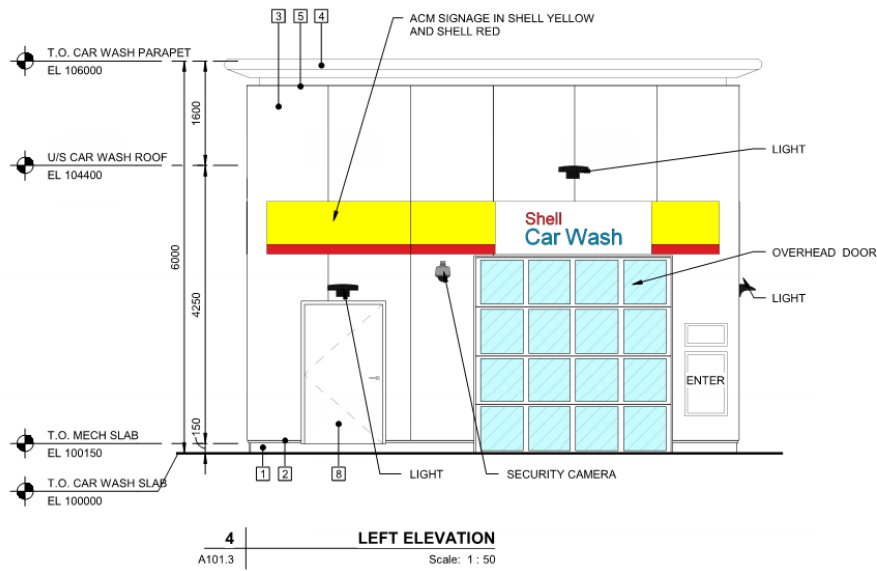 3
5
4
ACM SIGNAGE IN SHELL YELLOW
AND SHELL RED
T.O. CAR WASH PARAPET
EL 106000
1600
U/S CAR WASH ROOF
EL 104400
LIGHT
Shell
Car Wash
6000
OVERHEAD DOOR
4250
LIGHT
ENTER
150
T.O. MECH SLAB
EL 100150
1
2
8
LIGHT
SECURITY CAMERA
T.O. CAR WASH SLAB
EL 100000
4
LEFT ELEVATION
A101.3
Scale: 1 : 50